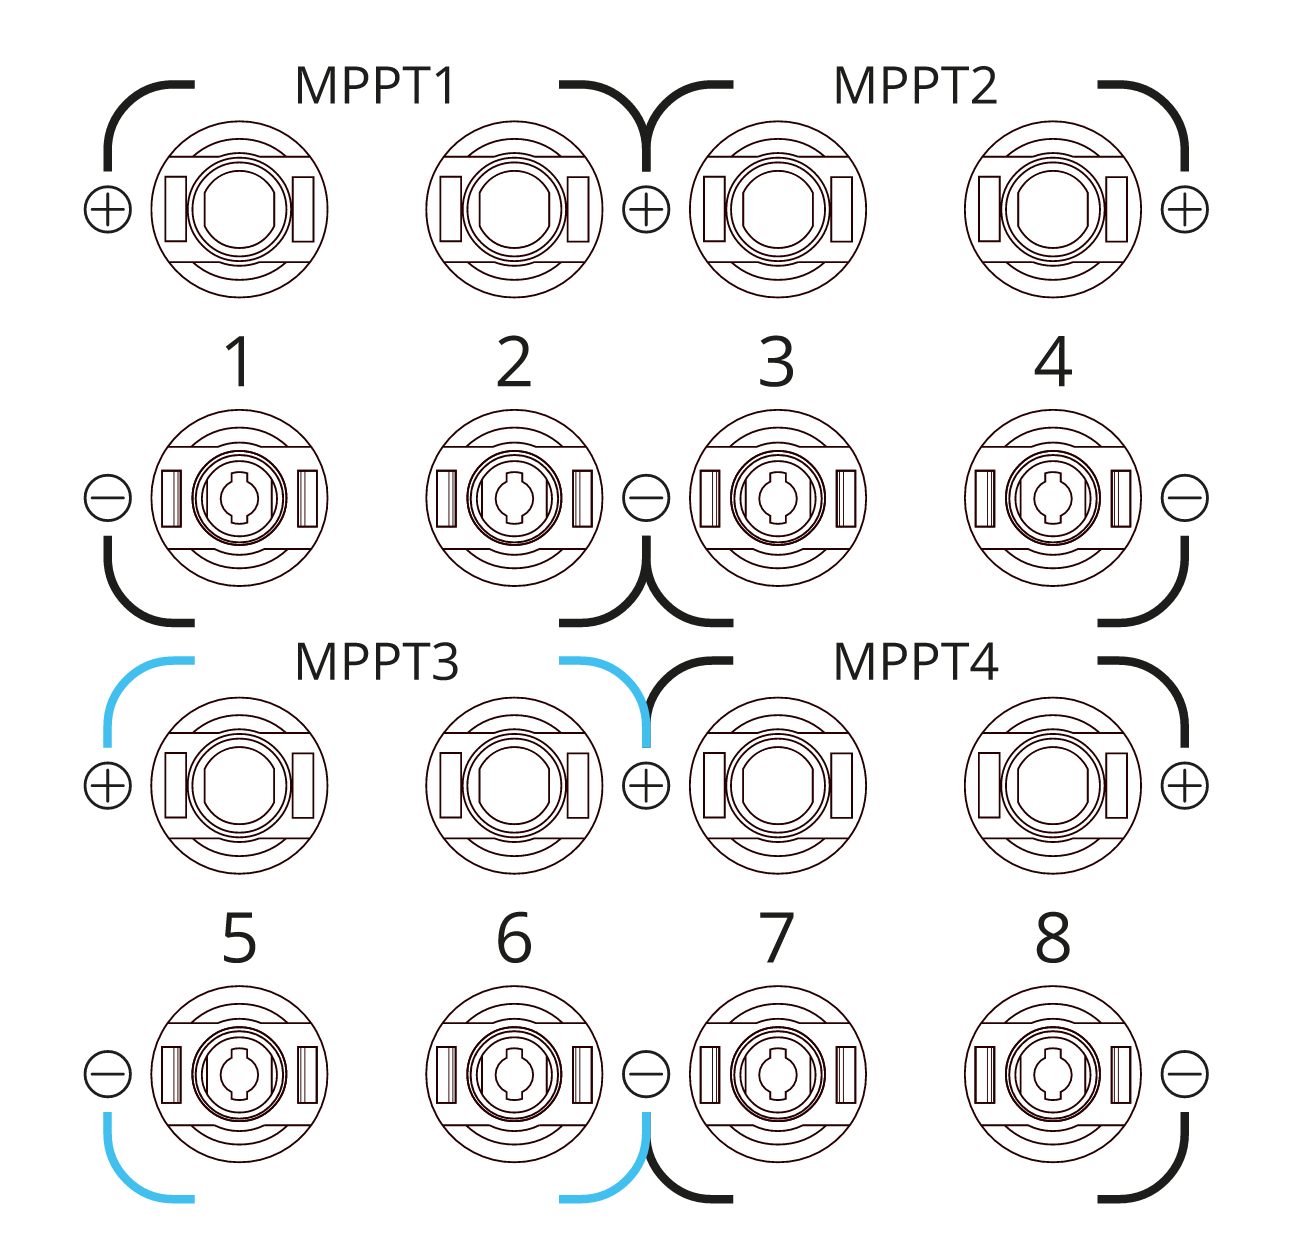 MPPT1 MPPT2
+ + +
1 2 3 4
− − −
MPPT3 MPPT4
+ + +
5 6 7 8
− − −